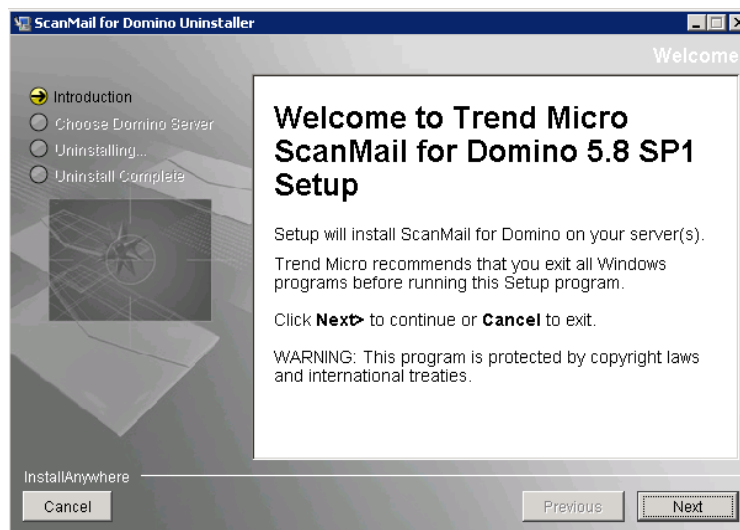 ScanMail for Domino Uninstaller
Welcome
Introduction
Choose Domino Server
Uninstalling...
Uninstall Complete
Welcome to Trend Micro
ScanMail for Domino 5.8 SP1
Setup
Setup will install ScanMail for Domino on your server(s).
Trend Micro recommends that you exit all Windows
programs before running this Setup program.
Click Next> to continue or Cancel to exit.
WARNING: This program is protected by copyright laws
and international treaties.
InstallAnywhere
Cancel
Previous
Next